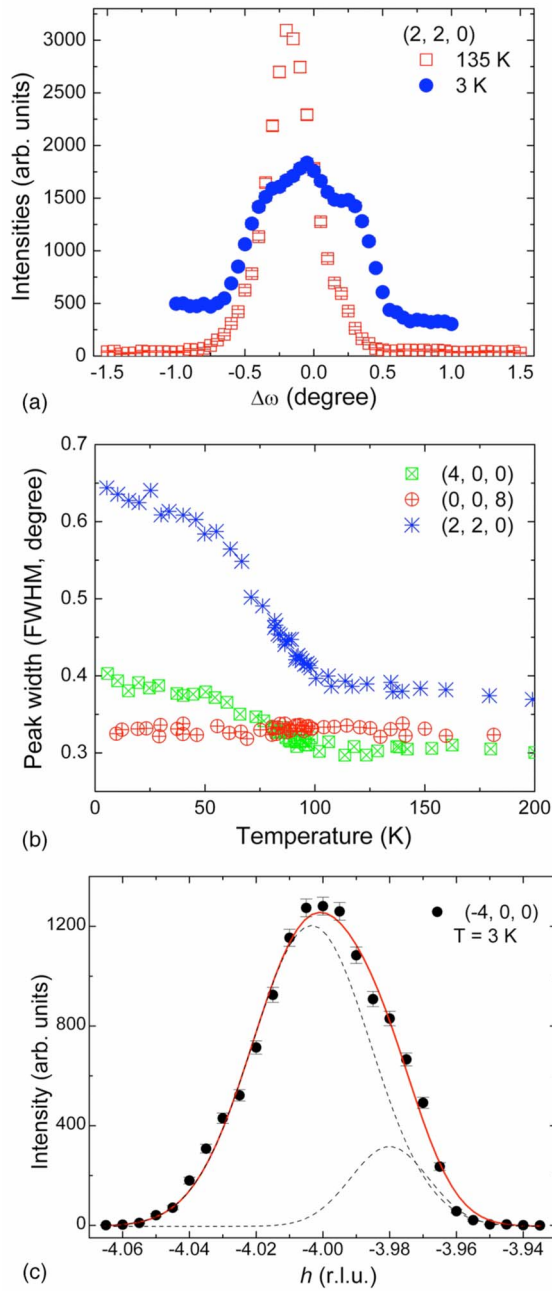 (2, 2, 0)
135 K
3 K
3000
2500
2000
1500
1000
500
0
Intensities (arb. units)
-1.5 -1.0 -0.5 0.0 0.5 1.0 1.5
Δω (degree)
(a)
0.7
0.6
0.5
0.4
0.3
Peak width (FWHM, degree)
(4, 0, 0)
(0, 0, 8)
(2, 2, 0)
0 50 100 150 200
Temperature (K)
(b)
(-4, 0, 0)
T = 3 K
1200
800
400
0
Intensity (arb. units)
-4.06 -4.04 -4.02 -4.00 -3.98 -3.96 -3.94
h (r.l.u.)
(c)